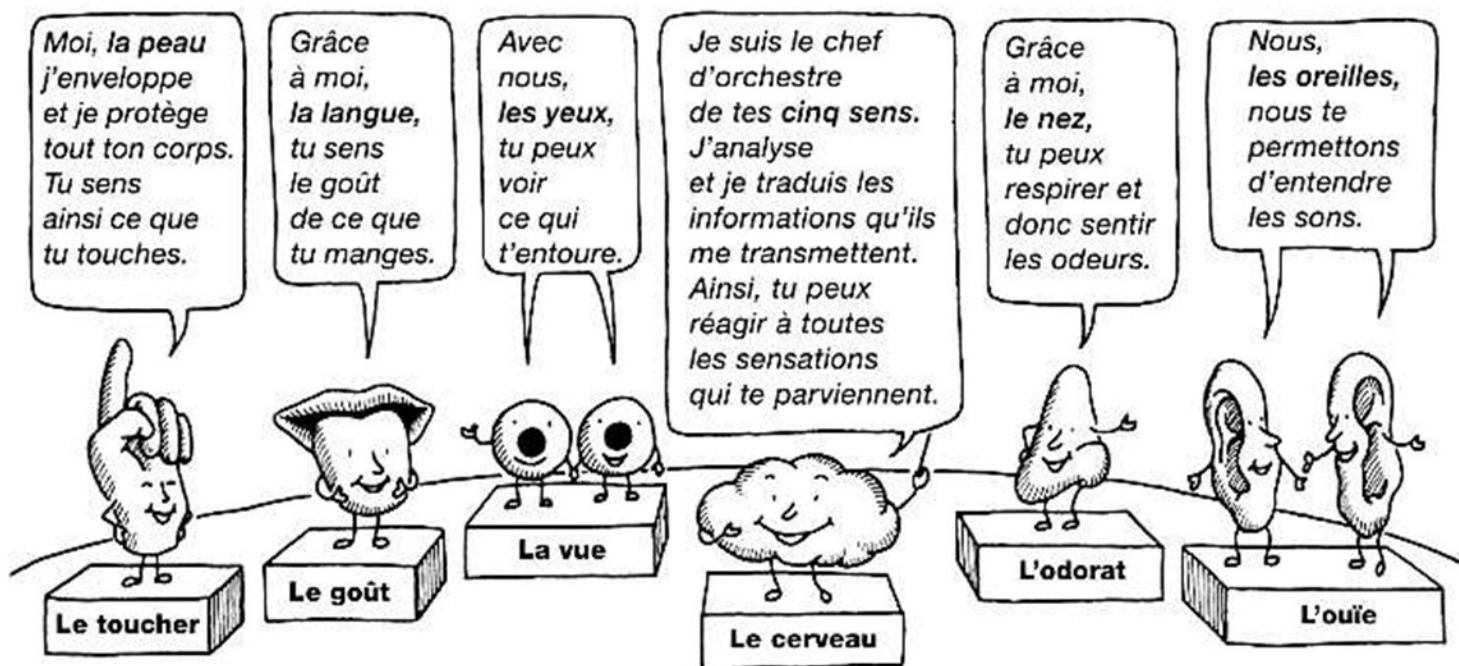 Moi, la peau
j'enveloppe
et je protège
tout ton corps.
Tu sens
ainsi ce que
tu touches.
Grâce
à moi,
la langue,
tu sens
le goût
de ce que
tu manges.
Avec
nous,
les yeux,
tu peux
voir
ce qui
t'entoure.
Je suis le chef
d'orchestre
de tes cinq sens.
J'analyse
et je traduis les
informations qu'ils
me transmettent.
Ainsi, tu peux
réagir à toutes
les sensations
qui te parviennent.
Grâce
à moi,
le nez,
tu peux
respirer et
donc sentir
les odeurs.
Nous,
les oreilles,
nous te
permettons
d'entendre
les sons.
Le toucher
Le goût
La vue
Le cerveau
L'odorat
L'ouïe